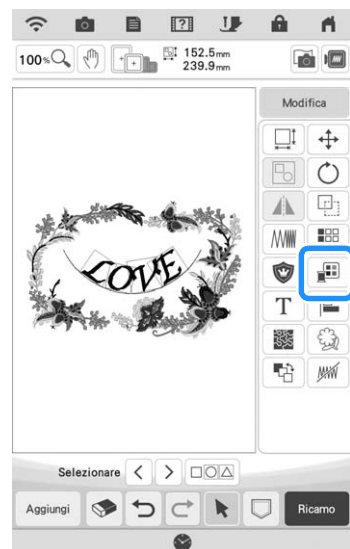 100%
152.5mm
239.9mm
Modifica
LOVE
T
Selezionare
Aggiungi
Ricamo